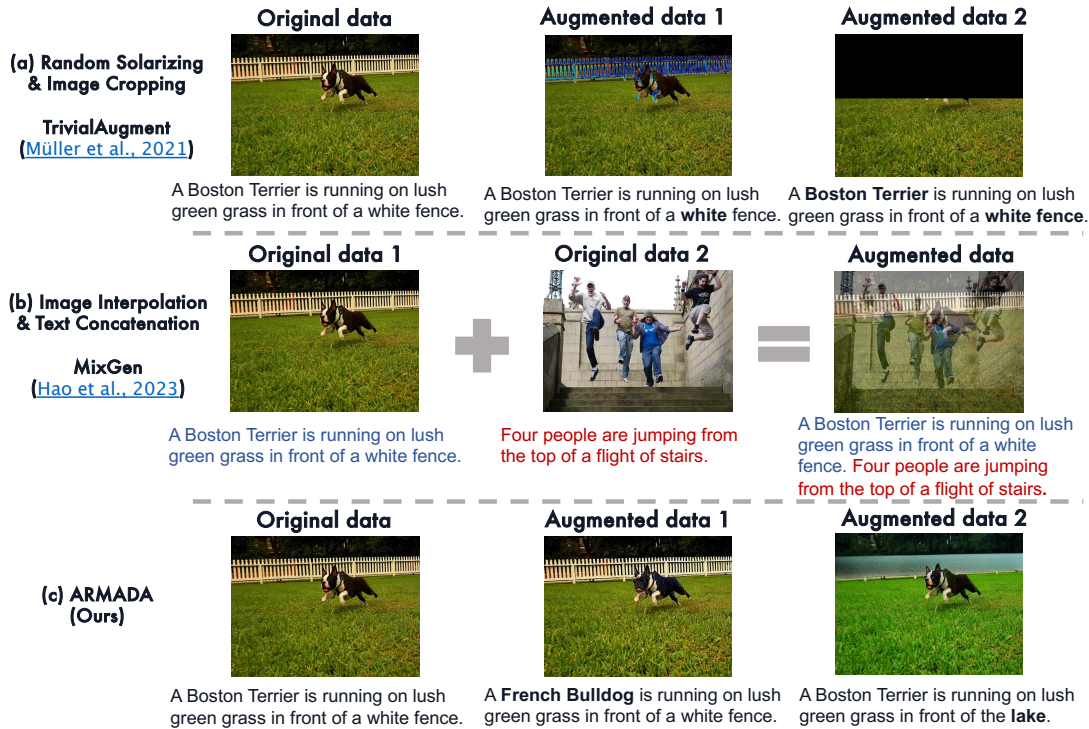 Original data
Augmented data 1
Augmented data 2
(a) Random Solarizing
& Image Cropping
TrivialAugment
(Müller et al., 2021)
A Boston Terrier is running on lush
green grass in front of a white fence.
A Boston Terrier is running on lush
green grass in front of a white fence.
A Boston Terrier is running on lush
green grass in front of a white fence.
Original data 1
Original data 2
Augmented data
(b) Image Interpolation
& Text Concatenation
MixGen
(Hao et al., 2023)
A Boston Terrier is running on lush
green grass in front of a white fence.
Four people are jumping from
the top of a flight of stairs.
A Boston Terrier is running on lush
green grass in front of a white
fence. Four people are jumping
from the top of a flight of stairs.
Original data
Augmented data 1
Augmented data 2
(c) ARMADA
(Ours)
A Boston Terrier is running on lush
green grass in front of a white fence.
A French Bulldog is running on lush
green grass in front of a white fence.
A Boston Terrier is running on lush
green grass in front of the lake.